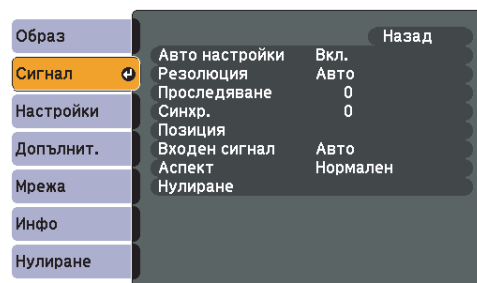 Образ
Сигнал
Настройки
Допълнит.
Мрежа
Инфо
Нулиране
Назад
Авто настройки Вкл.
Резолюция Авто
Проследяване 0
Синхр. 0
Позиция
Входен сигнал Авто
Аспект Нормален
Нулиране